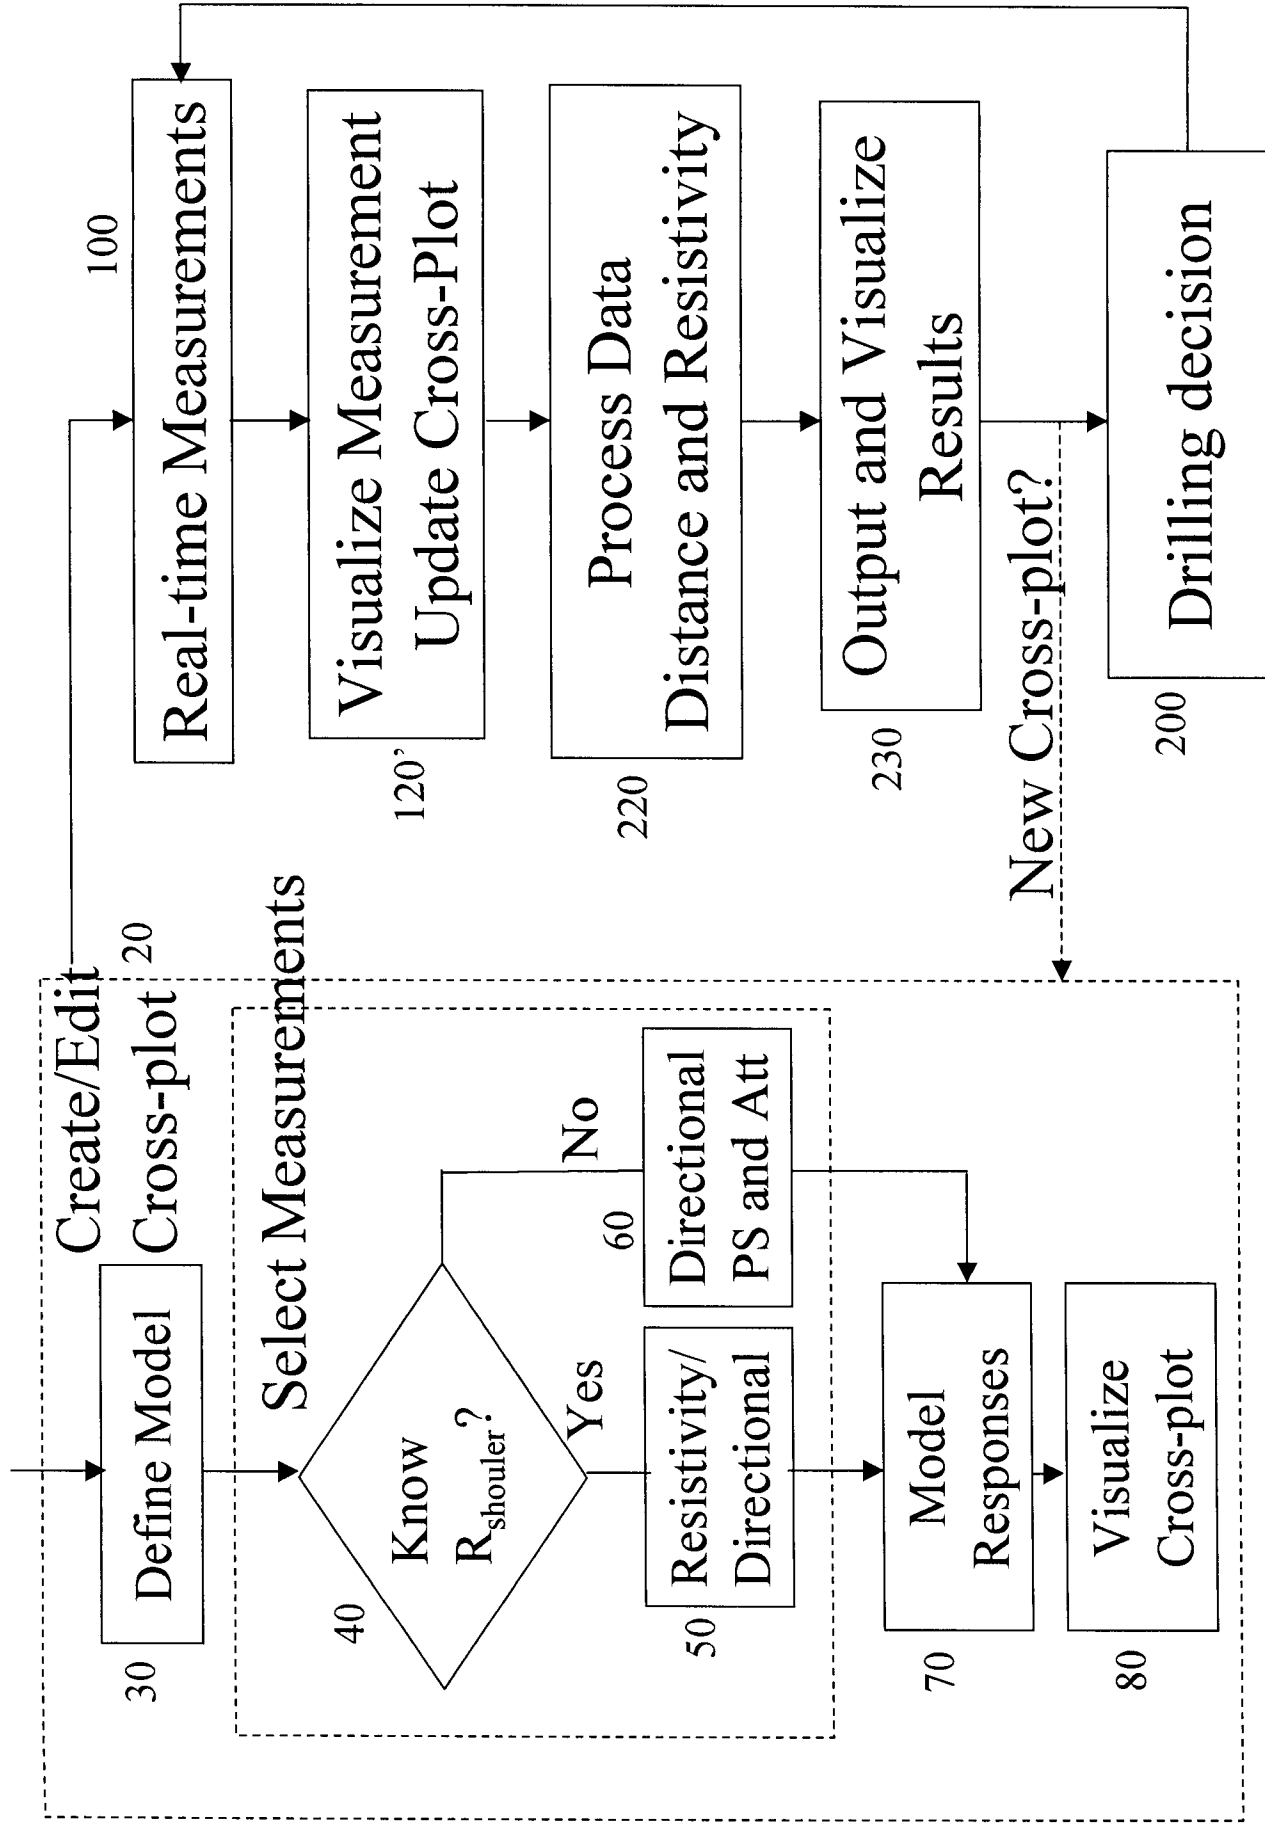 Create/Edit
Cross-plot
20
Define Model
30
Select Measurements
Know
R_shouler?
40
Yes
No
Resistivity/
Directional
50
Directional
PS and Att
60
Model
Responses
70
Visualize
Cross-plot
80
Real-time Measurements
100
Visualize Measurement
Update Cross-Plot
120’
Process Data
Distance and Resistivity
220
Output and Visualize
Results
230
New Cross-plot?
Drilling decision
200